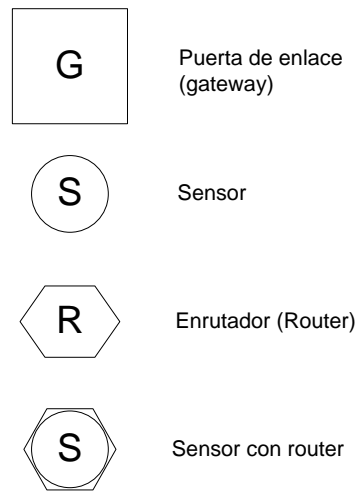 G
Puerta de enlace
(gateway)
S
Sensor
R
Enrutador (Router)
S
Sensor con router